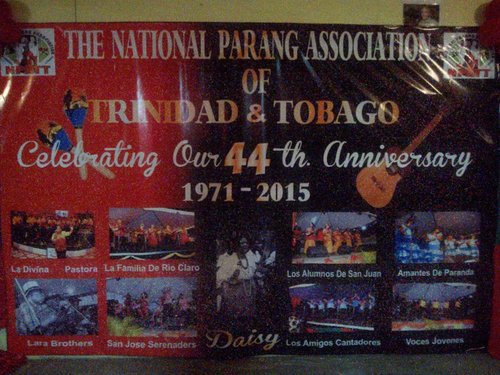 THE NATIONAL PARANG ASSOCIATION
OF
TRINIDAD & TOBAGO
Celebrating Our 44th. Anniversary
1971 - 2015
La Divina Pastora
La Familia De Rio Claro
Los Alumnos De San Juan
Amantes De Paranda
Lara Brothers
San Jose Serenaders
Daisy
Los Amigos Cantadores
Voces Jovenes